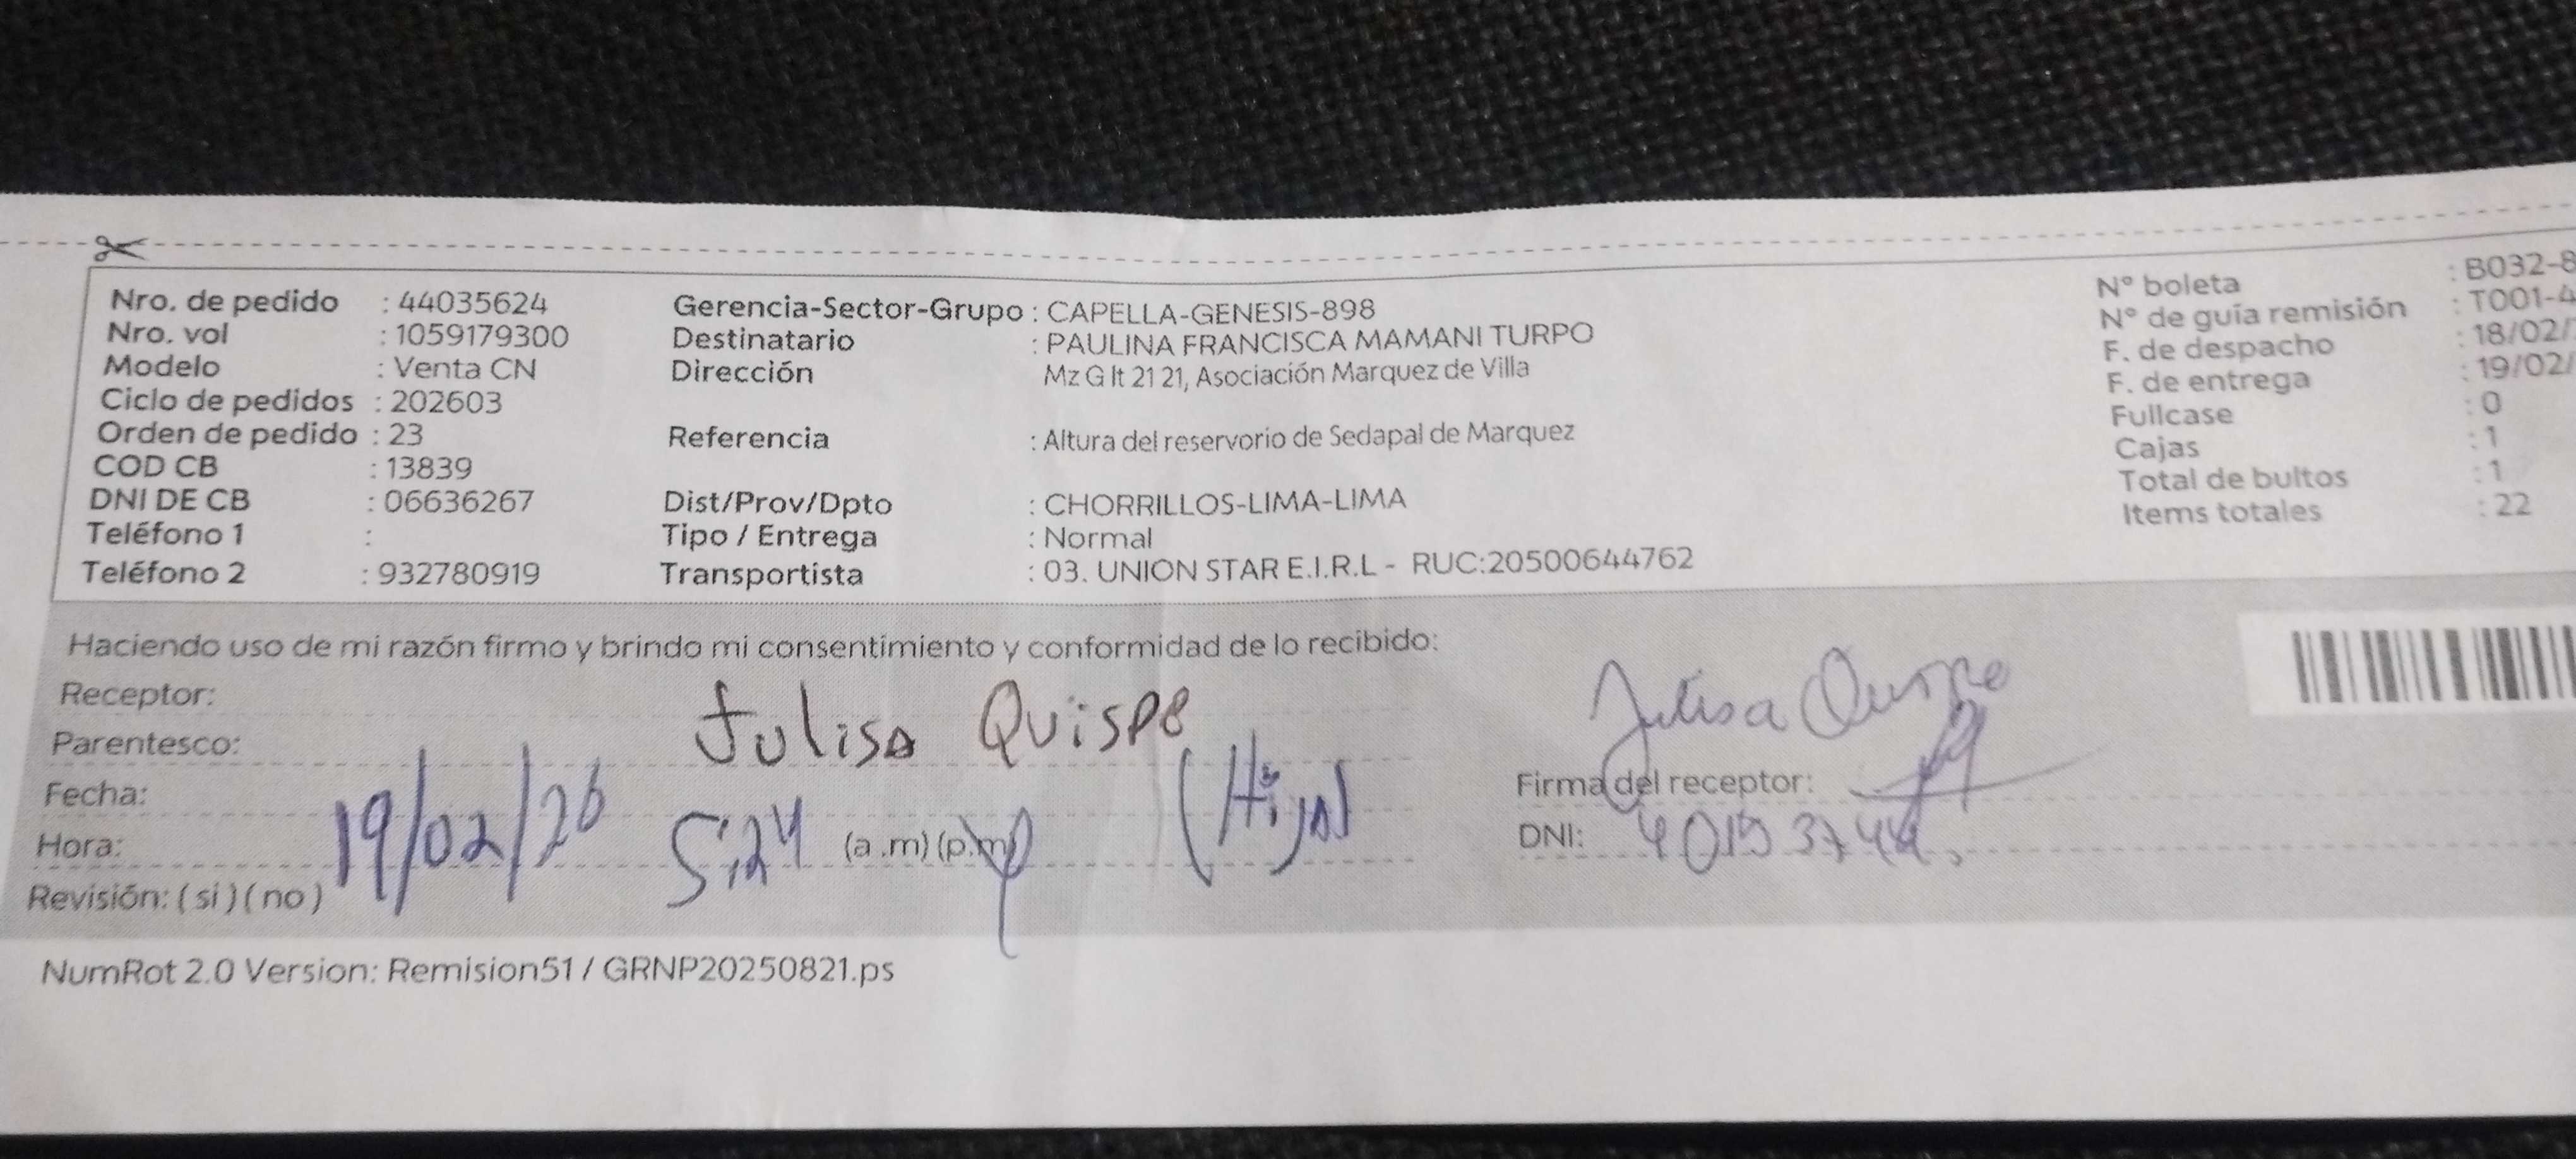 Nro. de pedido : 44035624
Nro. vol : 1059179300
Modelo : Venta CN
Ciclo de pedidos : 202603
Orden de pedido : 23
COD CB : 13839
DNI DE CB : 06636267
Teléfono 1 :
Teléfono 2 : 932780919
Gerencia-Sector-Grupo : CAPELLA-GENESIS-898
Destinatario : PAULINA FRANCISCA MAMANI TURPO
Dirección Mz G lt 21 21, Asociación Marquez de Villa
Referencia : Altura del reservorio de Sedapal de Marquez
Dist/Prov/Dpto : CHORRILLOS-LIMA-LIMA
Tipo / Entrega : Normal
Transportista : 03. UNION STAR E.I.R.L - RUC:20500644762
N° boleta : B032-8
N° de guía remisión : T001-4
F. de despacho : 18/02/
F. de entrega : 19/02/
Fullcase : 0
Cajas : 1
Total de bultos : 1
Items totales : 22
Haciendo uso de mi razón firmo y brindo mi consentimiento y conformidad de lo recibido:
Receptor: Julisa Quispe
Parentesco: (Hija)
Fecha: 19/02/26
Hora: 5:24 (a .m) (p.m)
Revisión: ( si ) ( no )
Julisa Quispe
Firma del receptor:
DNI:
NumRot 2.0 Version: Remision51 / GRNP20250821.ps